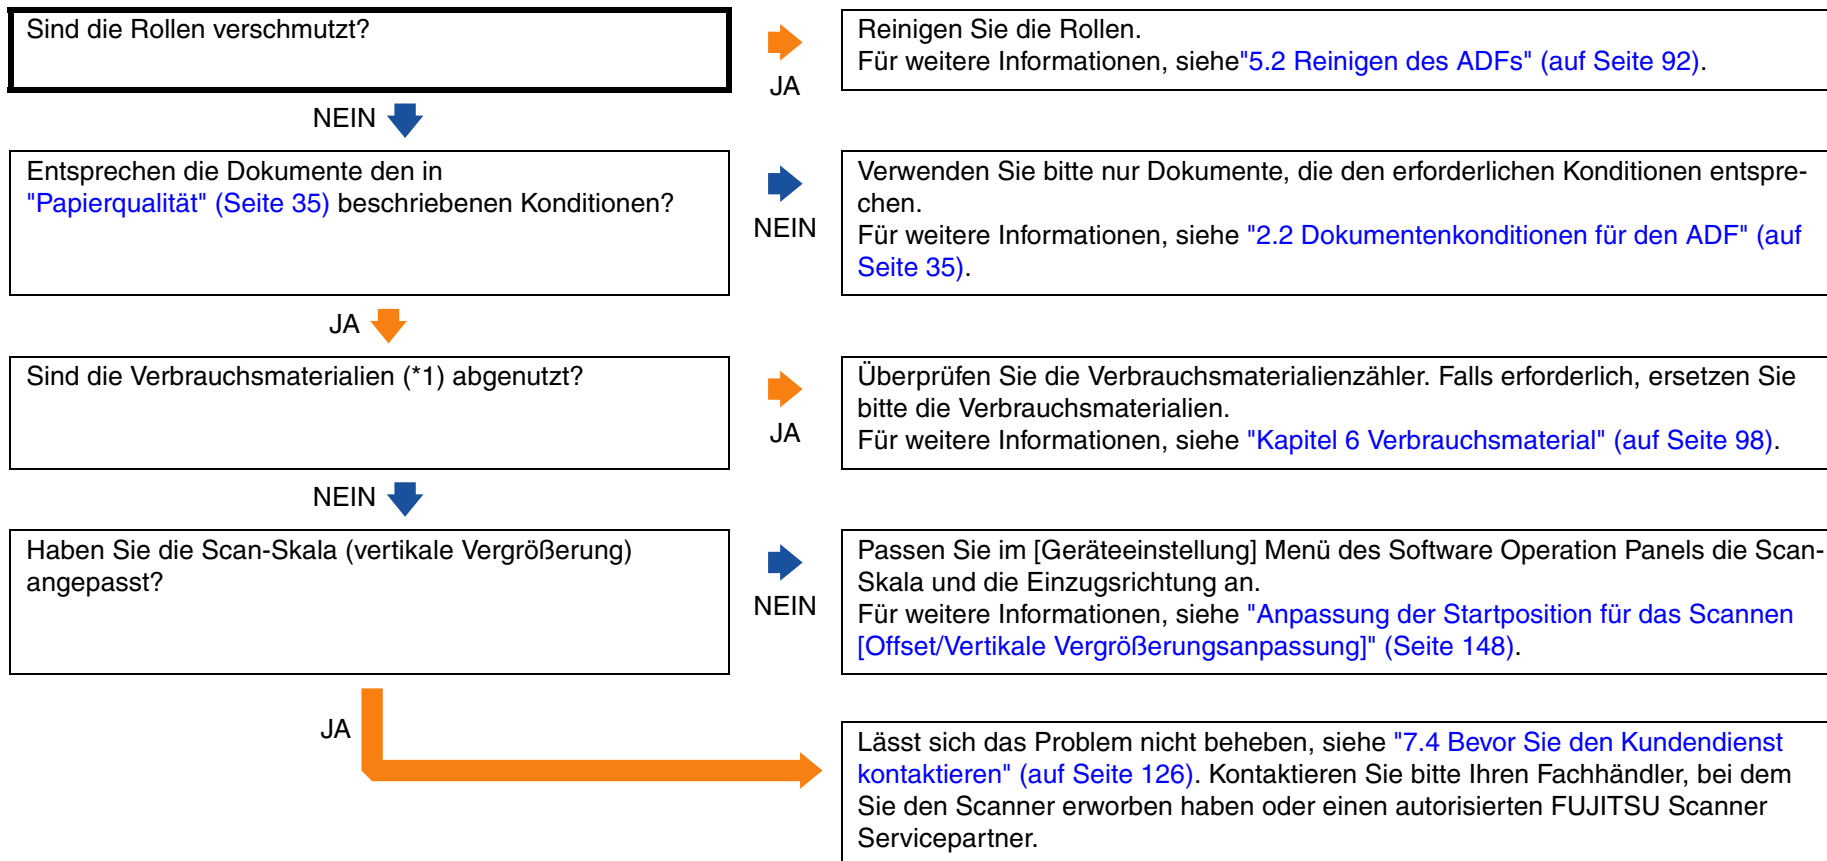 Sind die Rollen verschmutzt?
JA
Reinigen Sie die Rollen.
Für weitere Informationen, siehe"5.2 Reinigen des ADFs" (auf Seite 92).
NEIN
Entsprechen die Dokumente den in
"Papierqualität" (Seite 35) beschriebenen Konditionen?
NEIN
Verwenden Sie bitte nur Dokumente, die den erforderlichen Konditionen entspre-
chen.
Für weitere Informationen, siehe "2.2 Dokumentenkonditionen für den ADF" (auf
Seite 35).
JA
Sind die Verbrauchsmaterialien (*1) abgenutzt?
JA
Überprüfen Sie die Verbrauchsmaterialienzähler. Falls erforderlich, ersetzen Sie
bitte die Verbrauchsmaterialien.
Für weitere Informationen, siehe "Kapitel 6 Verbrauchsmaterial" (auf Seite 98).
NEIN
Haben Sie die Scan-Skala (vertikale Vergrößerung)
angepasst?
NEIN
Passen Sie im [Geräteeinstellung] Menü des Software Operation Panels die Scan-
Skala und die Einzugsrichtung an.
Für weitere Informationen, siehe "Anpassung der Startposition für das Scannen
[Offset/Vertikale Vergrößerungsanpassung]" (Seite 148).
JA
Lässt sich das Problem nicht beheben, siehe "7.4 Bevor Sie den Kundendienst
kontaktieren" (auf Seite 126). Kontaktieren Sie bitte Ihren Fachhändler, bei dem
Sie den Scanner erworben haben oder einen autorisierten FUJITSU Scanner
Servicepartner.